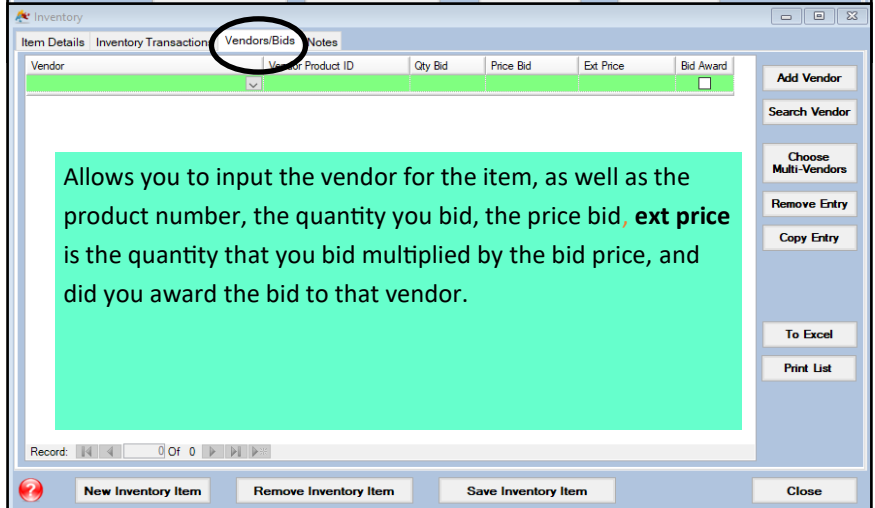 Inventory
Item Details Inventory Transactions Vendors/Bids Notes
Vendor Vendor Product ID Qty Bid Price Bid Ext Price Bid Award
Add Vendor
Search Vendor
Choose
Multi-Vendors
Remove Entry
Copy Entry
To Excel
Print List
Allows you to input the vendor for the item, as well as the
product number, the quantity you bid, the price bid, ext price
is the quantity that you bid multiplied by the bid price, and
did you award the bid to that vendor.
Record: 0 Of 0
? New Inventory Item Remove Inventory Item Save Inventory Item Close